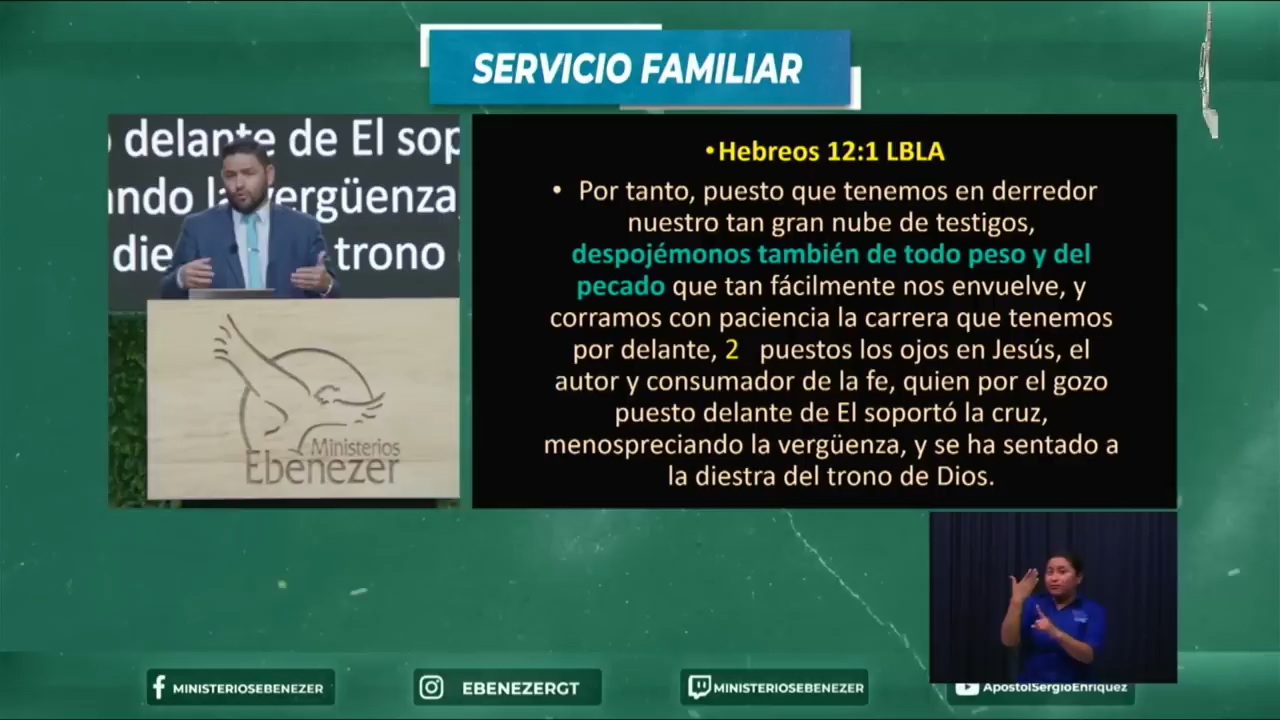 SERVICIO FAMILIAR
delante de El sop
ando la vergüenza,
die trono
Ministerios
Ebenezer
•Hebreos 12:1 LBLA
• Por tanto, puesto que tenemos en derredor
nuestro tan gran nube de testigos,
despojémonos también de todo peso y del
pecado que tan fácilmente nos envuelve, y
corramos con paciencia la carrera que tenemos
por delante, 2 puestos los ojos en Jesús, el
autor y consumador de la fe, quien por el gozo
puesto delante de El soportó la cruz,
menospreciando la vergüenza, y se ha sentado a
la diestra del trono de Dios.
MINISTERIOSEBENEZER
EBENEZERGT
MINISTERIOSEBENEZER
ApostolSergioEnriquez